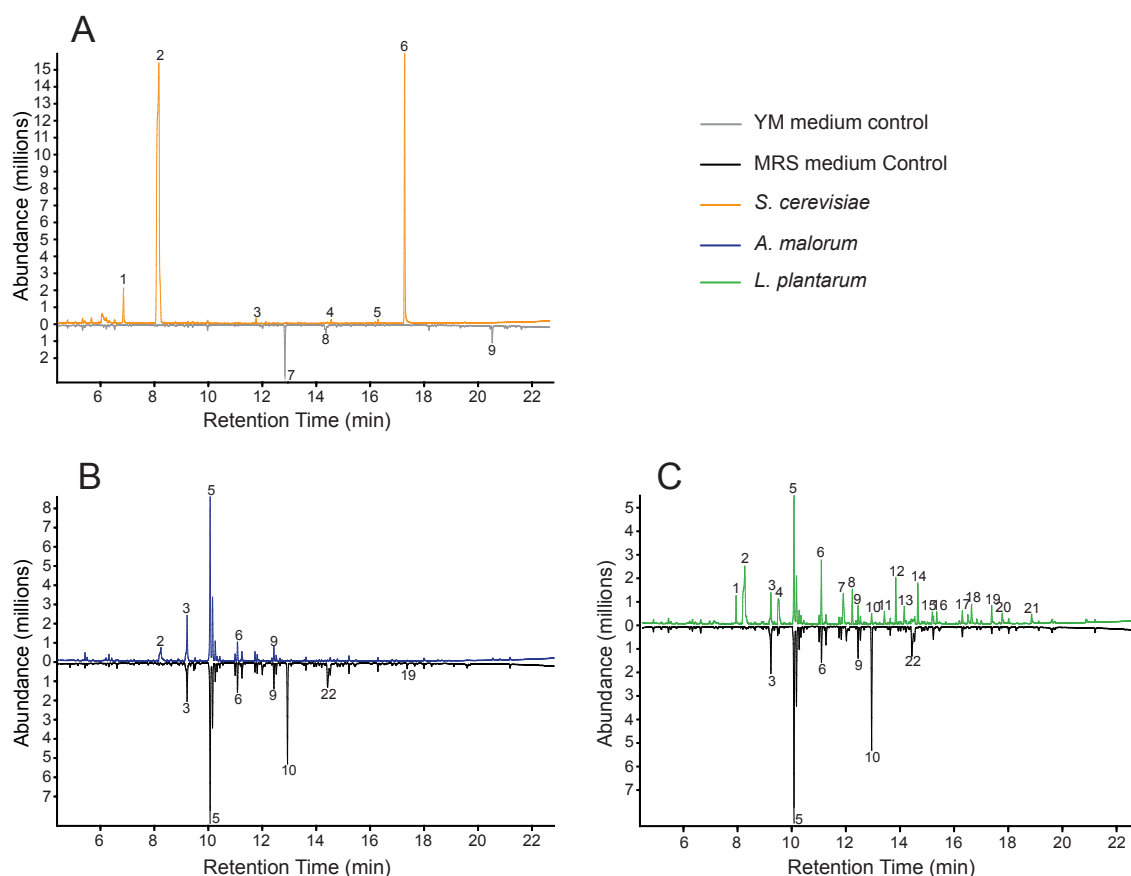 A
Abundance (millions)
15
14
13
12
11
10
9
8
7
6
5
4
3
2
1
0
1
2
1 2 3 4 5 6
7 8 9
6 8 10 12 14 16 18 20 22
Retention Time (min)
YM medium control
MRS medium Control
S. cerevisiae
A. malorum
L. plantarum
B
Abundance (millions)
8
7
6
5
4
3
2
1
0
1
2
3
4
5
6
7
2 3 5 6 9
3 5 6 9 10 22 19
6 8 10 12 14 16 18 20 22
Retention Time (min)
C
Abundance (millions)
5
4
3
2
1
0
1
2
3
4
5
6
7
1 2 3 4 5 6 7 8 9 10 11 12 13 14 15 16 17 18 19 20 21
3 5 6 9 10 22
6 8 10 12 14 16 18 20 22
Retention Time (min)